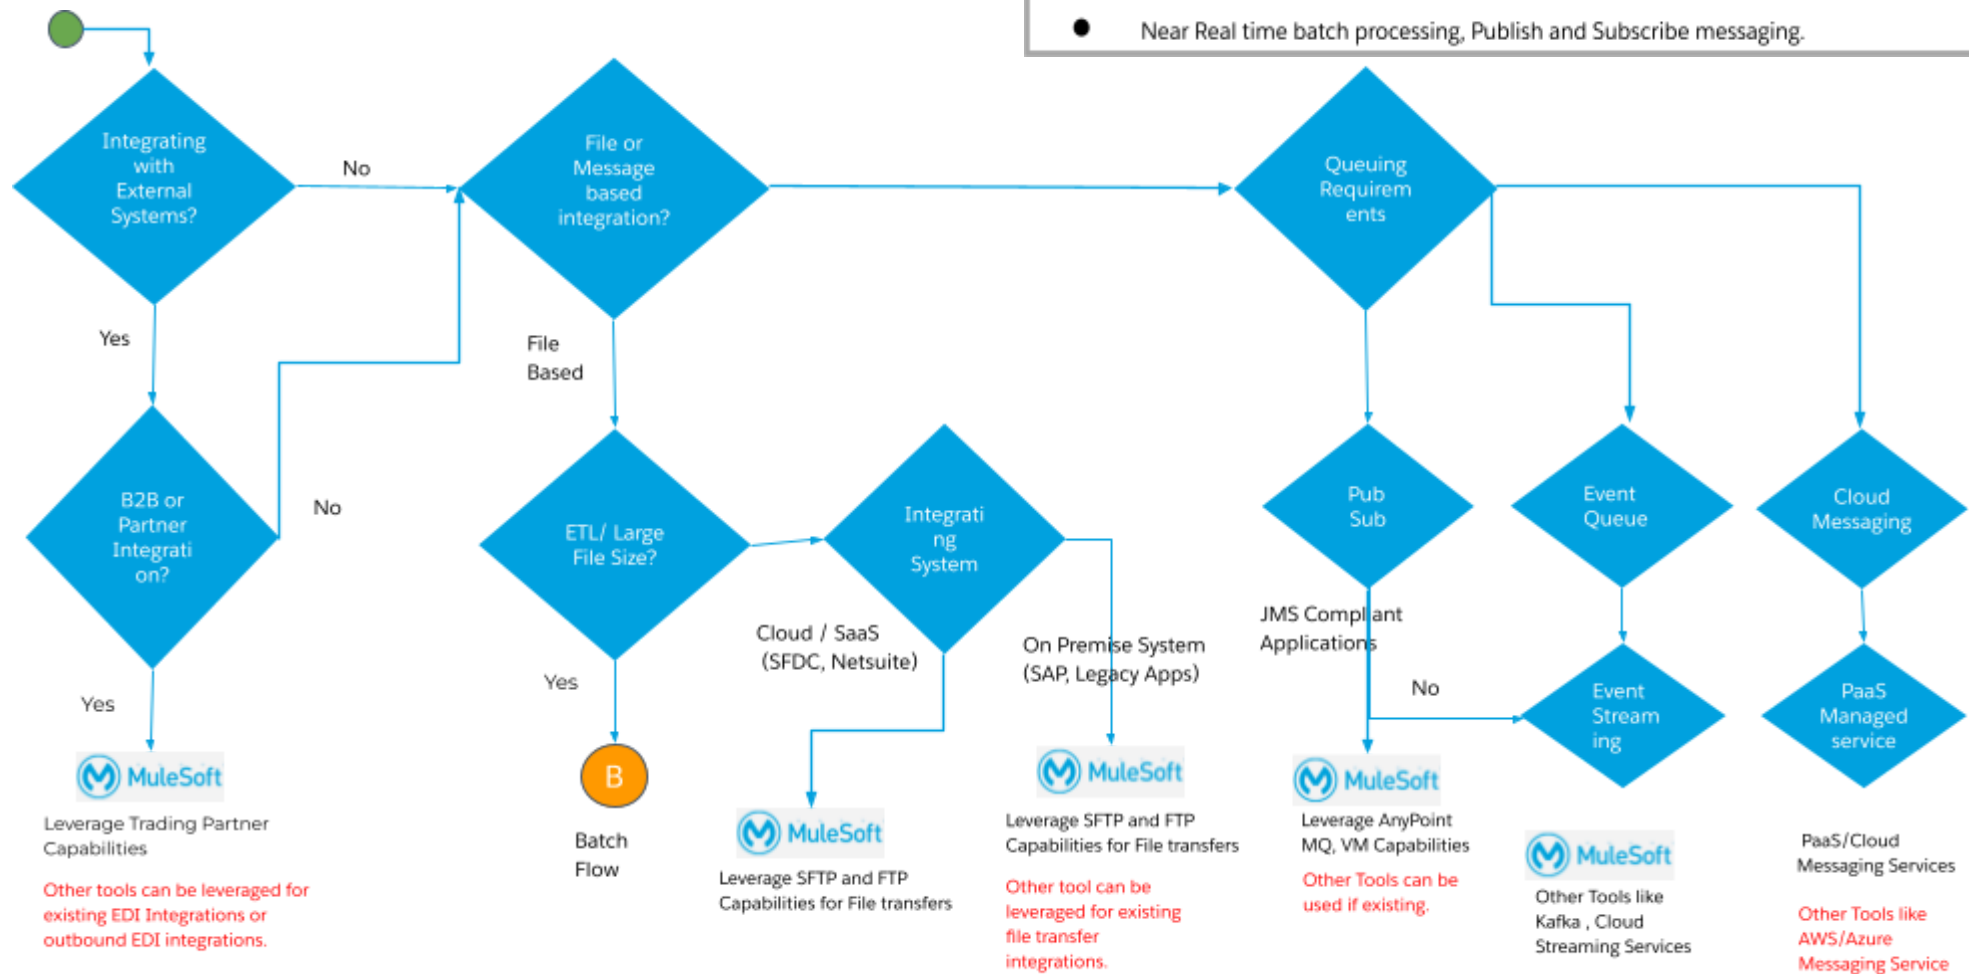 Near Real time batch processing, Publish and Subscribe messaging.
Integrating
with
External
Systems?
No
File or
Message
based
integration?
Queuing
Requirem
ents
Yes
File
Based
B2B or
Partner
Integrati
on?
No
ETL/ Large
File Size?
Integrati
ng
System
Pub
Sub
Event
Queue
Cloud
Messaging
Cloud / SaaS
(SFDC, Netsuite)
On Premise System
(SAP, Legacy Apps)
JMS Compliant
Applications
Yes
Yes
No
Event
Stream
ing
PaaS
Managed
service
MuleSoft
Leverage Trading Partner
Capabilities
Other tools can be leveraged for
existing EDI Integrations or
outbound EDI integrations.
B
Batch
Flow
MuleSoft
Leverage SFTP and FTP
Capabilities for File transfers
MuleSoft
Leverage SFTP and FTP
Capabilities for File transfers
Other tool can be
leveraged for existing
file transfer
integrations.
MuleSoft
Leverage AnyPoint
MQ, VM Capabilities
Other Tools can be
used if existing.
MuleSoft
Other Tools like
Kafka , Cloud
Streaming Services
PaaS/Cloud
Messaging Services
Other Tools like
AWS/Azure
Messaging Service